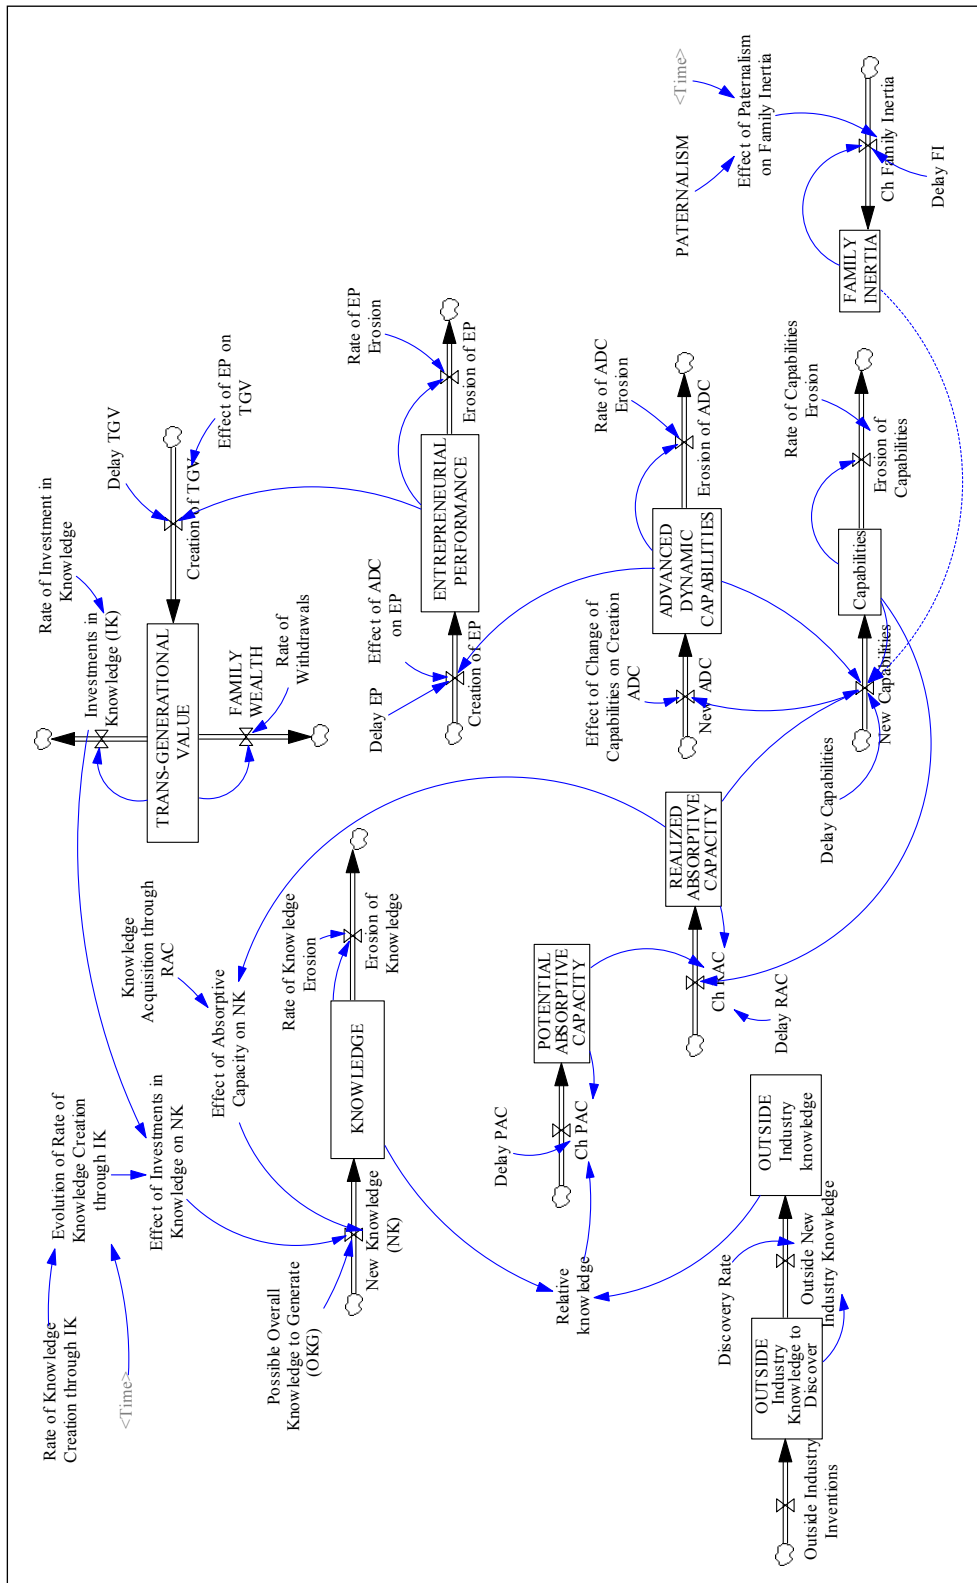 Rate of Knowledge
Creation through IK
<Time>
Evolution of Rate of
Knowledge Creation
through IK
Effect of Investments in
Knowledge on NK
Knowledge
Acquisition through
RAC
Effect of Absorptive
Capacity on NK
Investments in
Knowledge (IK)
Rate of Investment in
Knowledge
TRANS-GENERATIONAL
VALUE
FAMILY
WEALTH
Rate of
Withdrawals
Delay TGV
Creation of TGV
Effect of EP on
TGV
Possible Overall
Knowledge to Generate
(OKG)
New Knowledge
(NK)
KNOWLEDGE
Rate of Knowledge
Erosion
Erosion of
Knowledge
Delay EP
Effect of ADC
on EP
Creation of EP
ENTREPRENEURIAL
PERFORMANCE
Rate of EP
Erosion
Erosion of EP
Relative
knowledge
Delay PAC
Ch PAC
POTENTIAL
ABSORPTIVE
CAPACITY
Ch RAC
Delay RAC
REALIZED
ABSORPTIVE
CAPACITY
Effect of Change of
Capabilities on Creation
ADC
New ADC
ADVANCED
DYNAMIC
CAPABILITIES
Rate of ADC
Erosion
Erosion of ADC
PATERNALISM
<Time>
Effect of Paternalism
on Family Inertia
Outside Industry
Inventions
OUTSIDE
Industry
Knowledge to
Discover
Discovery Rate
Outside New
Industry Knowledge
OUTSIDE
Industry
knowledge
Delay Capabilities
New Capabilities
Capabilities
Rate of Capabilities
Erosion
Erosion of
Capabilities
FAMILY
INERTIA
Ch Family Inertia
Delay FI